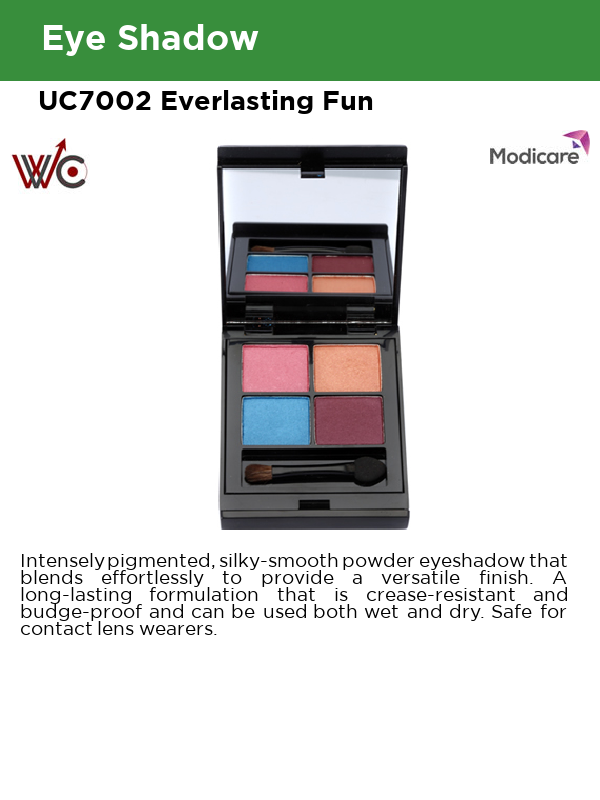 Eye Shadow
UC7002 Everlasting Fun
WC
Modicare
Intensely pigmented, silky-smooth powder eyeshadow that
blends effortlessly to provide a versatile finish. A
long-lasting formulation that is crease-resistant and
budge-proof and can be used both wet and dry. Safe for
contact lens wearers.